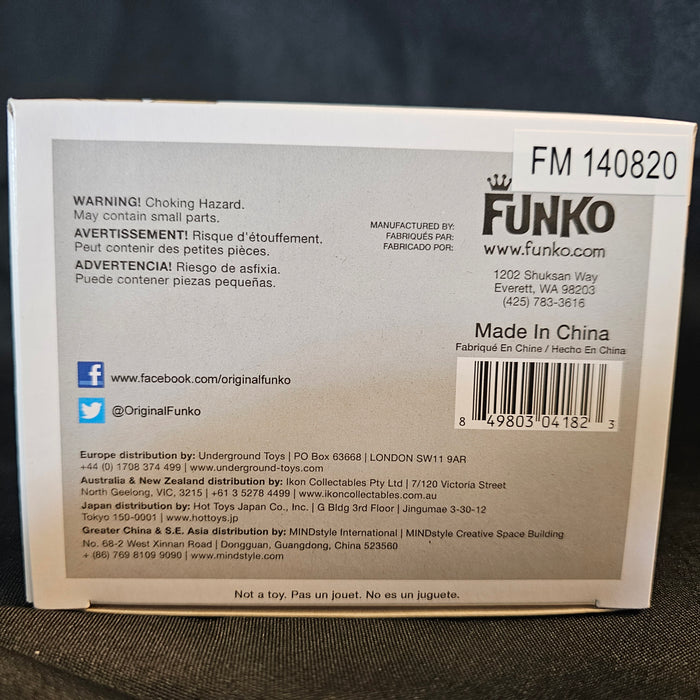 FM 140820
WARNING! Choking Hazard.
May contain small parts.
AVERTISSEMENT! Risque d'étouffement.
Peut contenir des petites pièces.
ADVERTENCIA! Riesgo de asfixia.
Puede contener piezas pequeñas.
MANUFACTURED BY:
FABRIQUÉS PAR:
FABRICADO POR:
FUNKO
www.funko.com
1202 Shuksan Way
Everett, WA 98203
(425) 783-3616
Made In China
Fabriqué En Chine / Hecho En China
8 49803 04182 3
f www.facebook.com/originalfunko
@OriginalFunko
Europe distribution by: Underground Toys | PO Box 63668 | LONDON SW11 9AR
+44 (0) 1708 374 499 | www.underground-toys.com
Australia & New Zealand distribution by: Ikon Collectables Pty Ltd | 7/120 Victoria Street
North Geelong, VIC, 3215 | +61 3 5278 4499 | www.ikoncollectables.com.au
Japan distribution by: Hot Toys Japan Co., Inc. | G Bldg 3rd Floor | Jingumae 3-30-12
Tokyo 150-0001 | www.hottoys.jp
Greater China & S.E. Asia distribution by: MINDstyle International | MINDstyle Creative Space Building
No. 68-2 West Xinnan Road | Dongguan, Guangdong, China 523560
+ (86) 769 8109 9090 | www.mindstyle.com
Not a toy. Pas un jouet. No es un juguete.